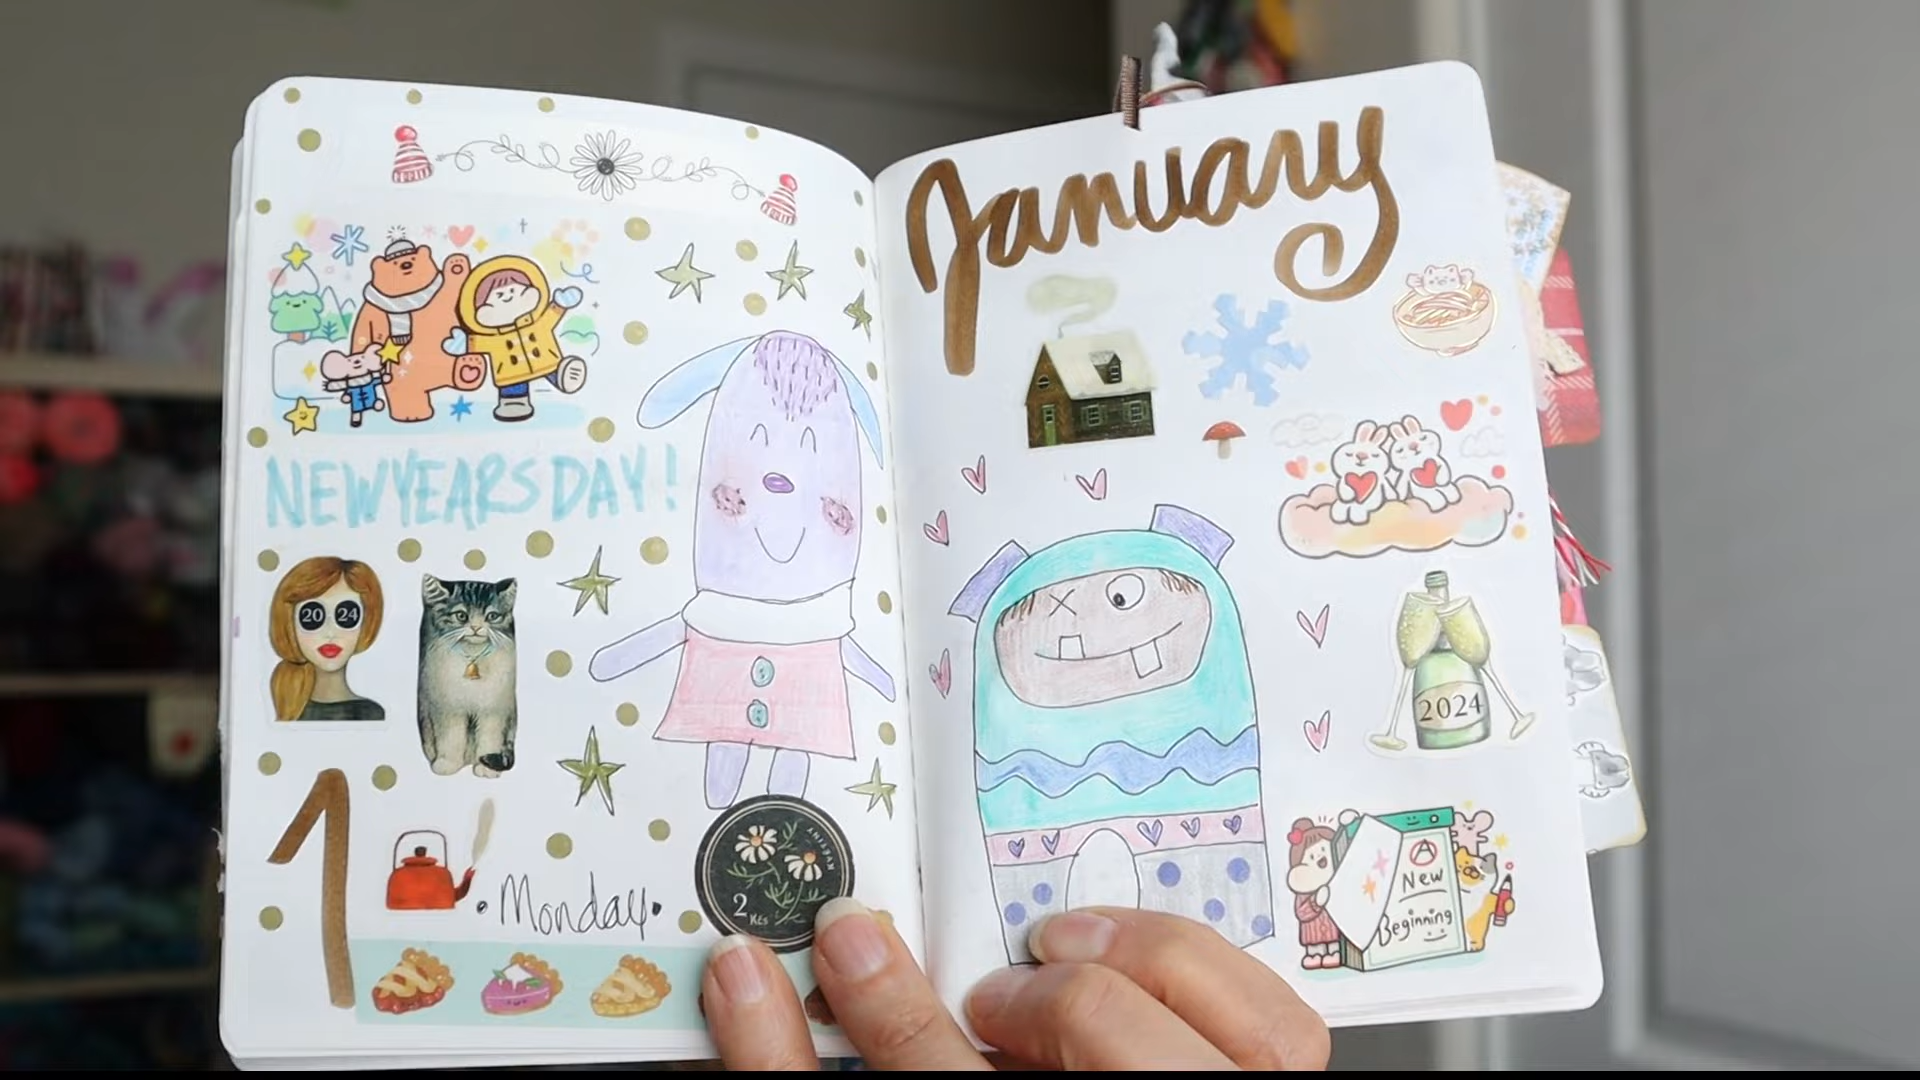 NEW YEARS DAY!
20 24
1
Monday
2
Kčs
January
2024
A
New
Beginning